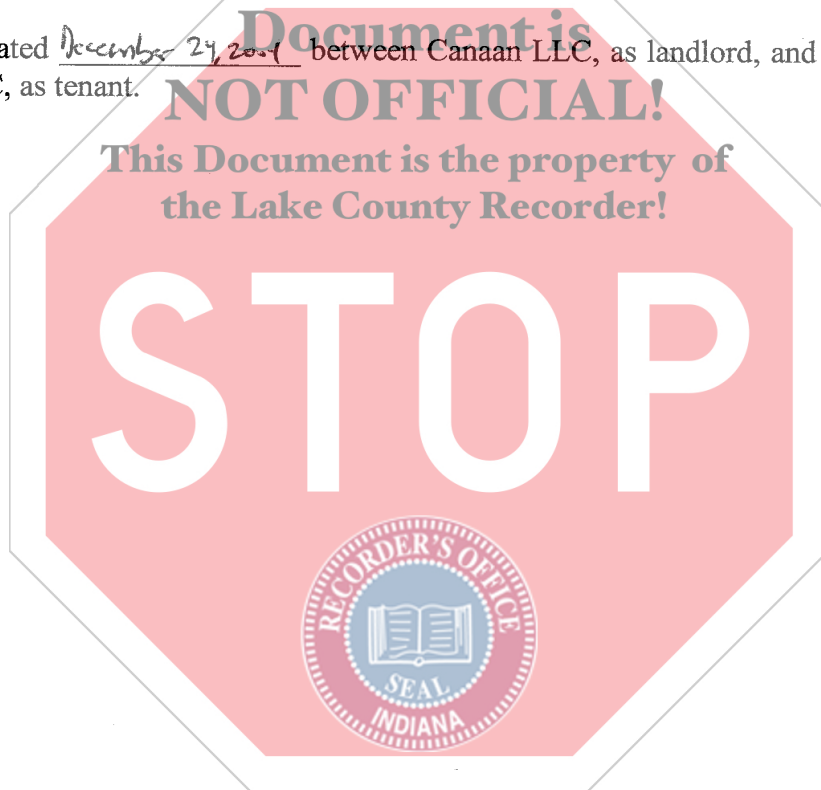 Document is
ated December 24, between Canaan LLC, as landlord, and
C, as tenant.
NOT OFFICIAL!
This Document is the property of
the Lake County Recorder!
STOP
RECORDER'S OFFICE
SEAL
INDIANA